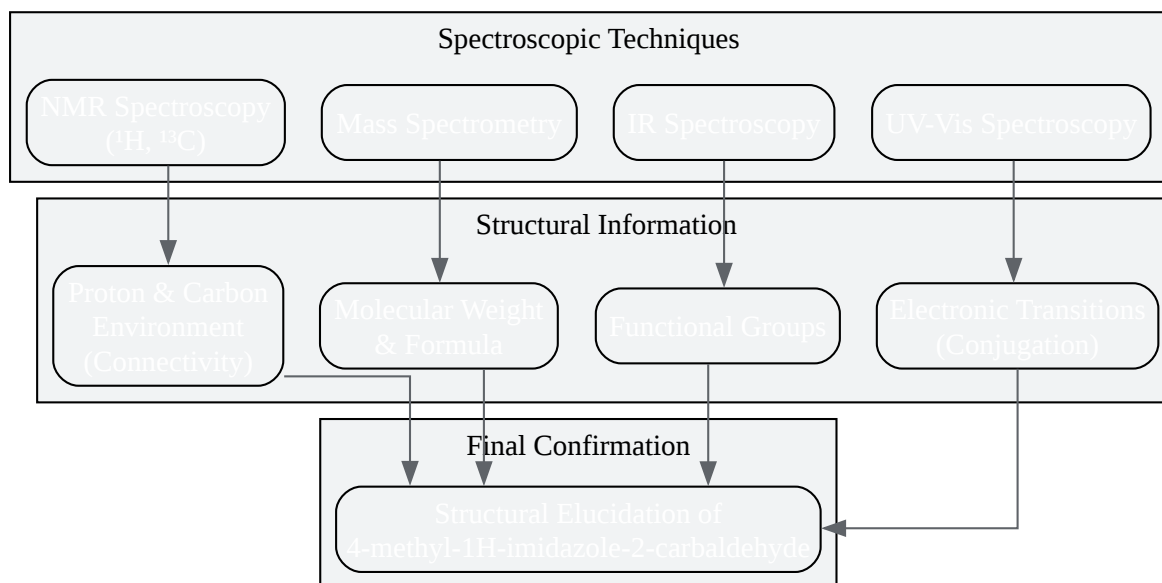 Spectroscopic Techniques
NMR Spectroscopy
(¹H, ¹³C)
Mass Spectrometry
IR Spectroscopy
UV-Vis Spectroscopy
Structural Information
Proton & Carbon
Environment
(Connectivity)
Molecular Weight
& Formula
Functional Groups
Electronic Transitions
(Conjugation)
Final Confirmation
Structural Elucidation of
4-methyl-1H-imidazole-2-carbaldehyde